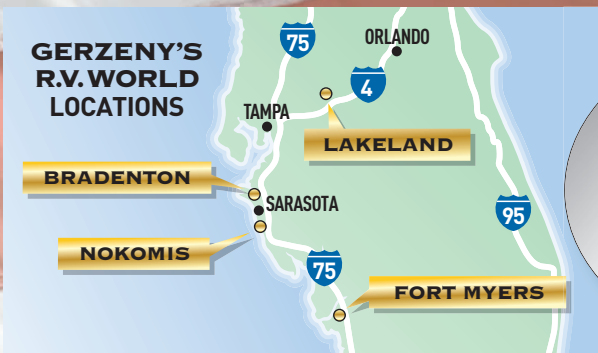 GERZENY'S
R.V. WORLD
LOCATIONS
75
ORLANDO
4
TAMPA
LAKELAND
BRADENTON
SARASOTA
95
NOKOMIS
75
FORT MYERS